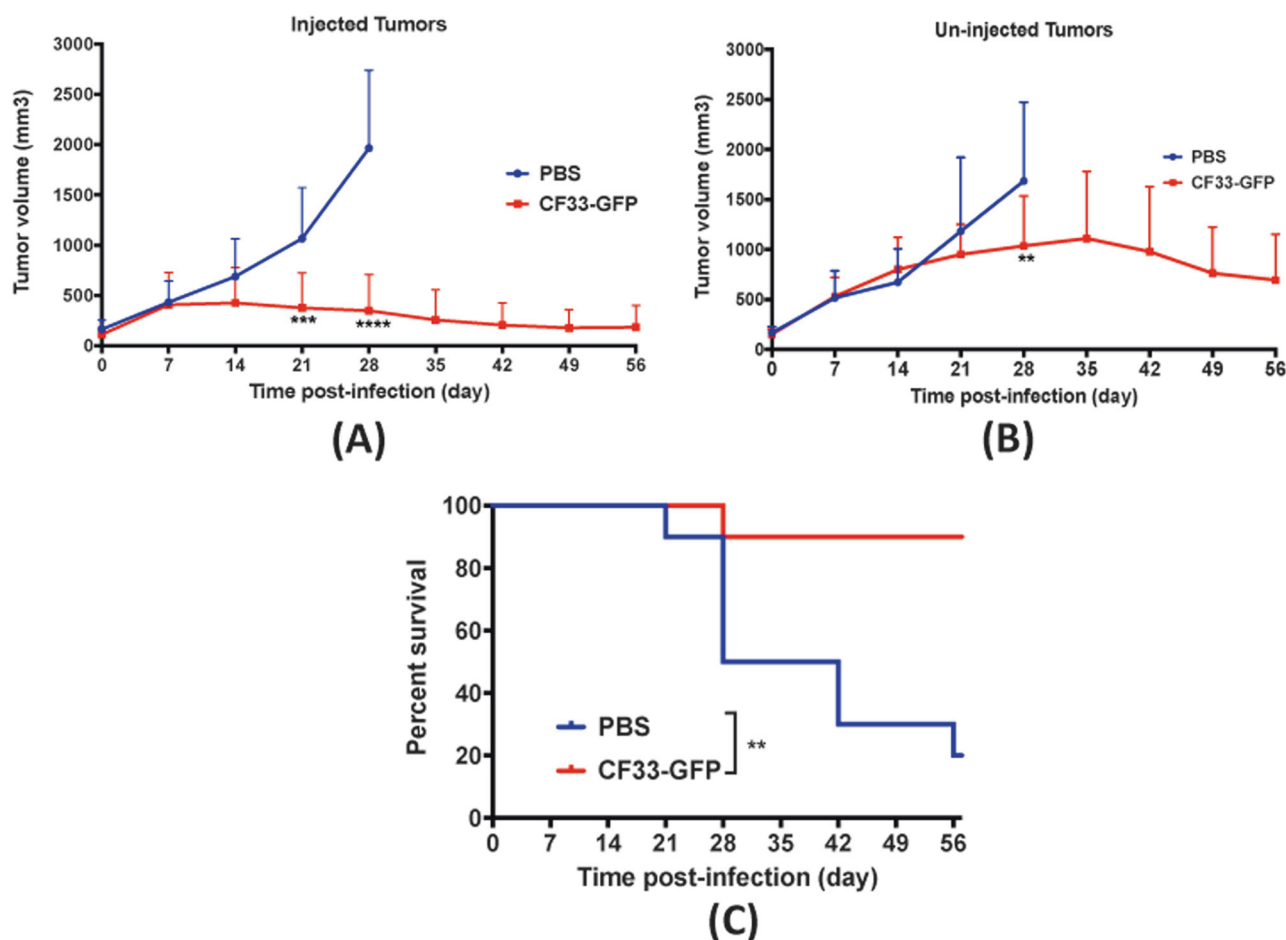 Injected Tumors
Tumor volume (mm3)
3000
2500
2000
1500
1000
500
0
PBS
CF33-GFP
***
****
0 7 14 21 28 35 42 49 56
Time post-infection (day)
(A)
Un-injected Tumors
Tumor volume (mm3)
3000
2500
2000
1500
1000
500
0
PBS
CF33-GFP
**
0 7 14 21 28 35 42 49 56
Time post-infection (day)
(B)
Percent survival
100
80
60
40
20
0
PBS
CF33-GFP
**
0 7 14 21 28 35 42 49 56
Time post-infection (day)
(C)